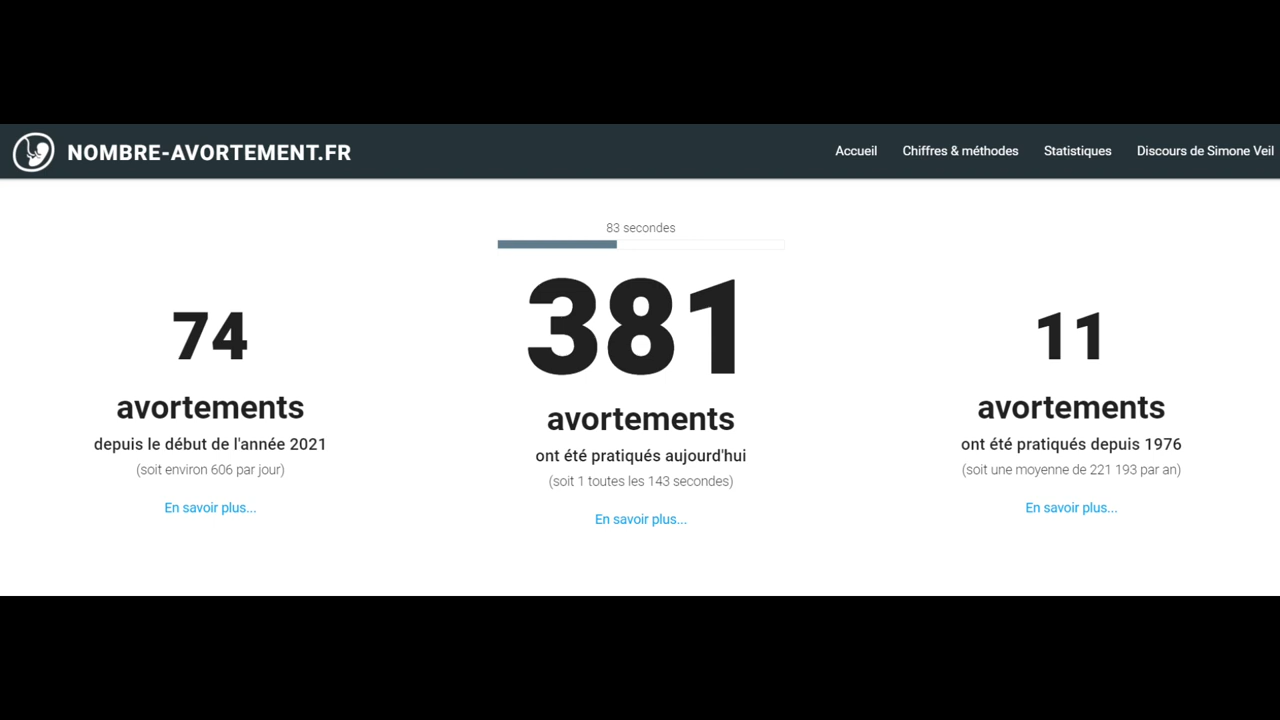 NOMBRE-AVORTEMENT.FR
Accueil
Chiffres & méthodes
Statistiques
Discours de Simone Veil
83 secondes
74
avortements
depuis le début de l'année 2021
(soit environ 606 par jour)
En savoir plus...
381
avortements
ont été pratiqués aujourd'hui
(soit 1 toutes les 143 secondes)
En savoir plus...
11
avortements
ont été pratiqués depuis 1976
(soit une moyenne de 221 193 par an)
En savoir plus...